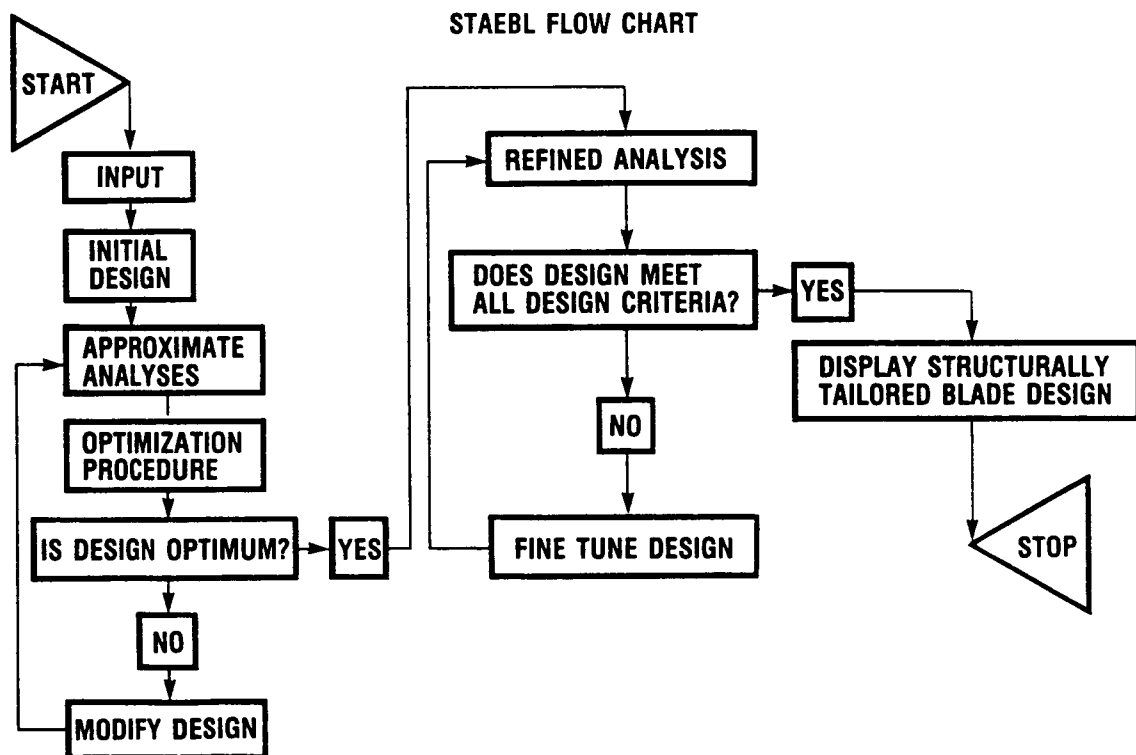 STAEBL FLOW CHART
START
INPUT
INITIAL
DESIGN
APPROXIMATE
ANALYSES
OPTIMIZATION
PROCEDURE
IS DESIGN OPTIMUM?
YES
NO
MODIFY DESIGN
REFINED ANALYSIS
DOES DESIGN MEET
ALL DESIGN CRITERIA?
YES
NO
FINE TUNE DESIGN
DISPLAY STRUCTURALLY
TAILORED BLADE DESIGN
STOP